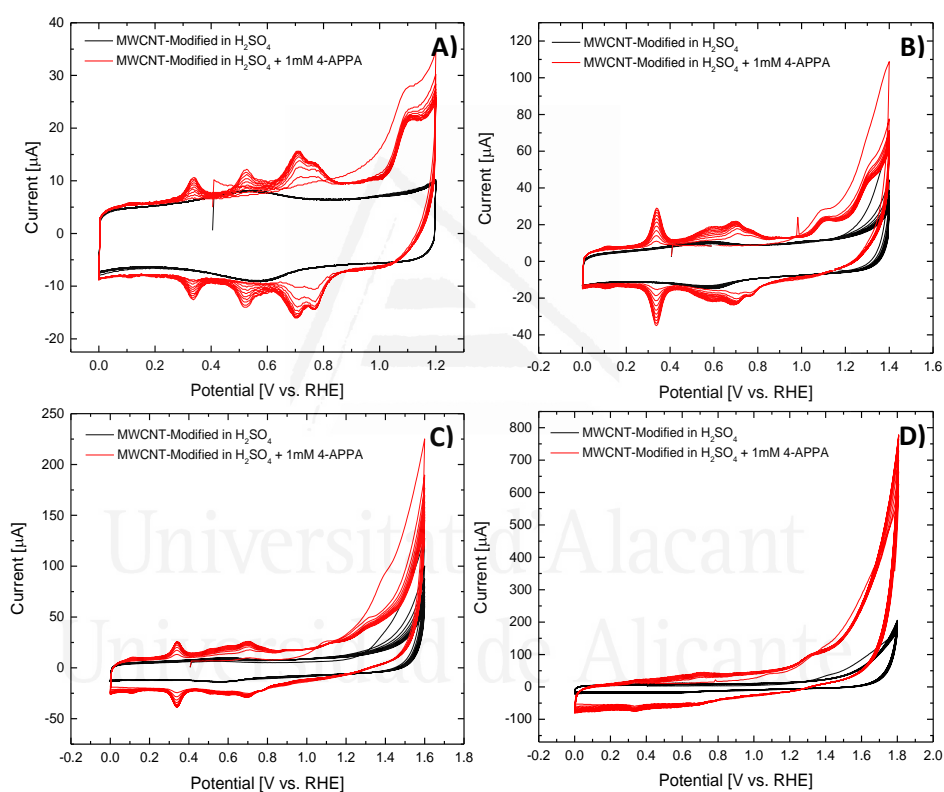 A)
MWCNT-Modified in H₂SO₄
MWCNT-Modified in H₂SO₄ + 1mM 4-APPA
40
30
20
10
0
-10
-20
Current [µA]
0.0 0.2 0.4 0.6 0.8 1.0 1.2
Potential [V vs. RHE]
B)
MWCNT-Modified in H₂SO₄
MWCNT-Modified in H₂SO₄ + 1mM 4-APPA
120
100
80
60
40
20
0
-20
-40
Current [µA]
-0.2 0.0 0.2 0.4 0.6 0.8 1.0 1.2 1.4 1.6
Potential [V vs. RHE]
C)
MWCNT-Modified in H₂SO₄
MWCNT-Modified in H₂SO₄ + 1mM 4-APPA
250
225
200
175
150
125
100
75
50
25
0
-25
-50
-75
Current [µA]
-0.2 0.0 0.2 0.4 0.6 0.8 1.0 1.2 1.4 1.6 1.8
Potential [V vs. RHE]
D)
MWCNT-Modified in H₂SO₄
MWCNT-Modified in H₂SO₄ + 1mM 4-APPA
800
700
600
500
400
300
200
100
0
-100
Current [µA]
-0.2 0.0 0.2 0.4 0.6 0.8 1.0 1.2 1.4 1.6 1.8 2.0
Potential [V vs. RHE]
Universitat d'Alacant
Universidad de Alicante